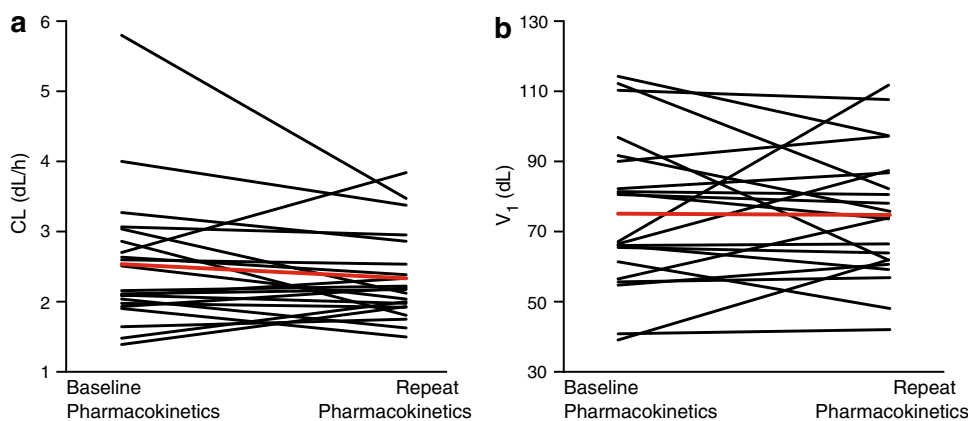 a
CL (dL/h)
6
5
4
3
2
1
Baseline
Pharmacokinetics
Repeat
Pharmacokinetics
b
V1 (dL)
130
110
90
70
50
30
Baseline
Pharmacokinetics
Repeat
Pharmacokinetics